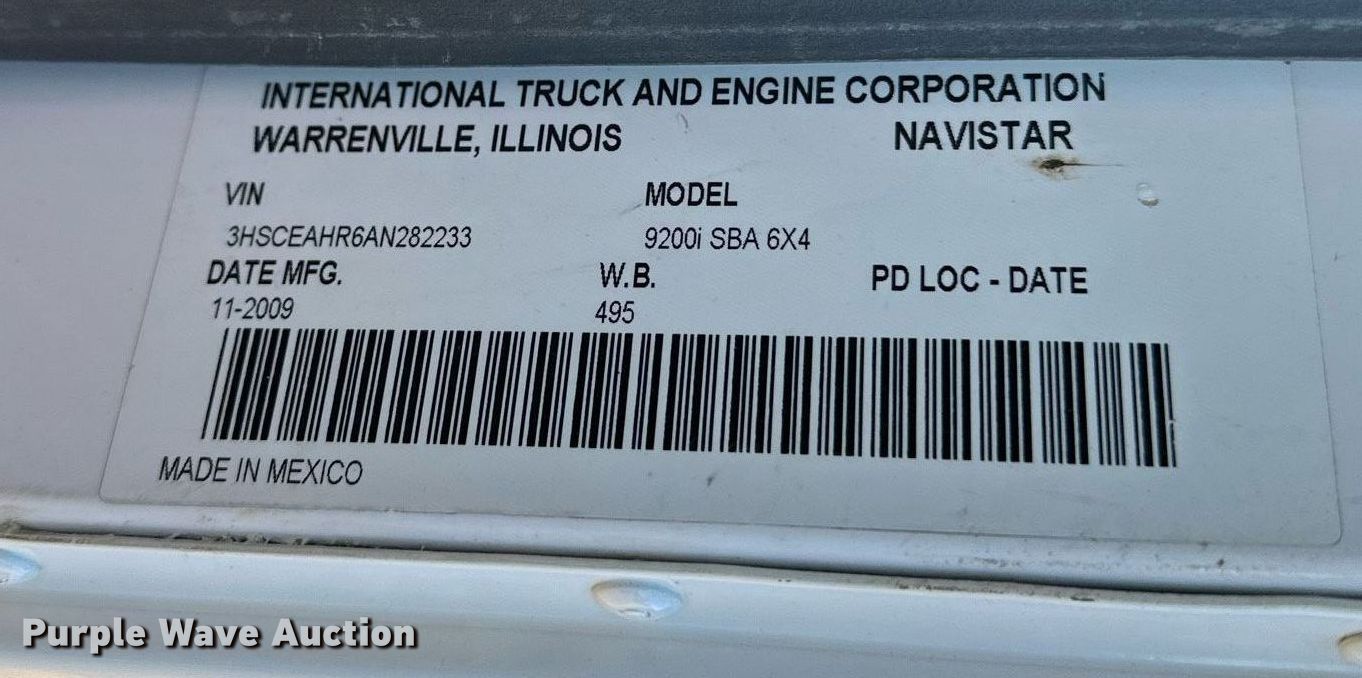 INTERNATIONAL TRUCK AND ENGINE CORPORATION
WARRENVILLE, ILLINOIS NAVISTAR
VIN MODEL
3HSCEAHR6AN282233 9200i SBA 6X4
DATE MFG. W.B. PD LOC - DATE
11-2009 495
MADE IN MEXICO
Purple Wave Auction